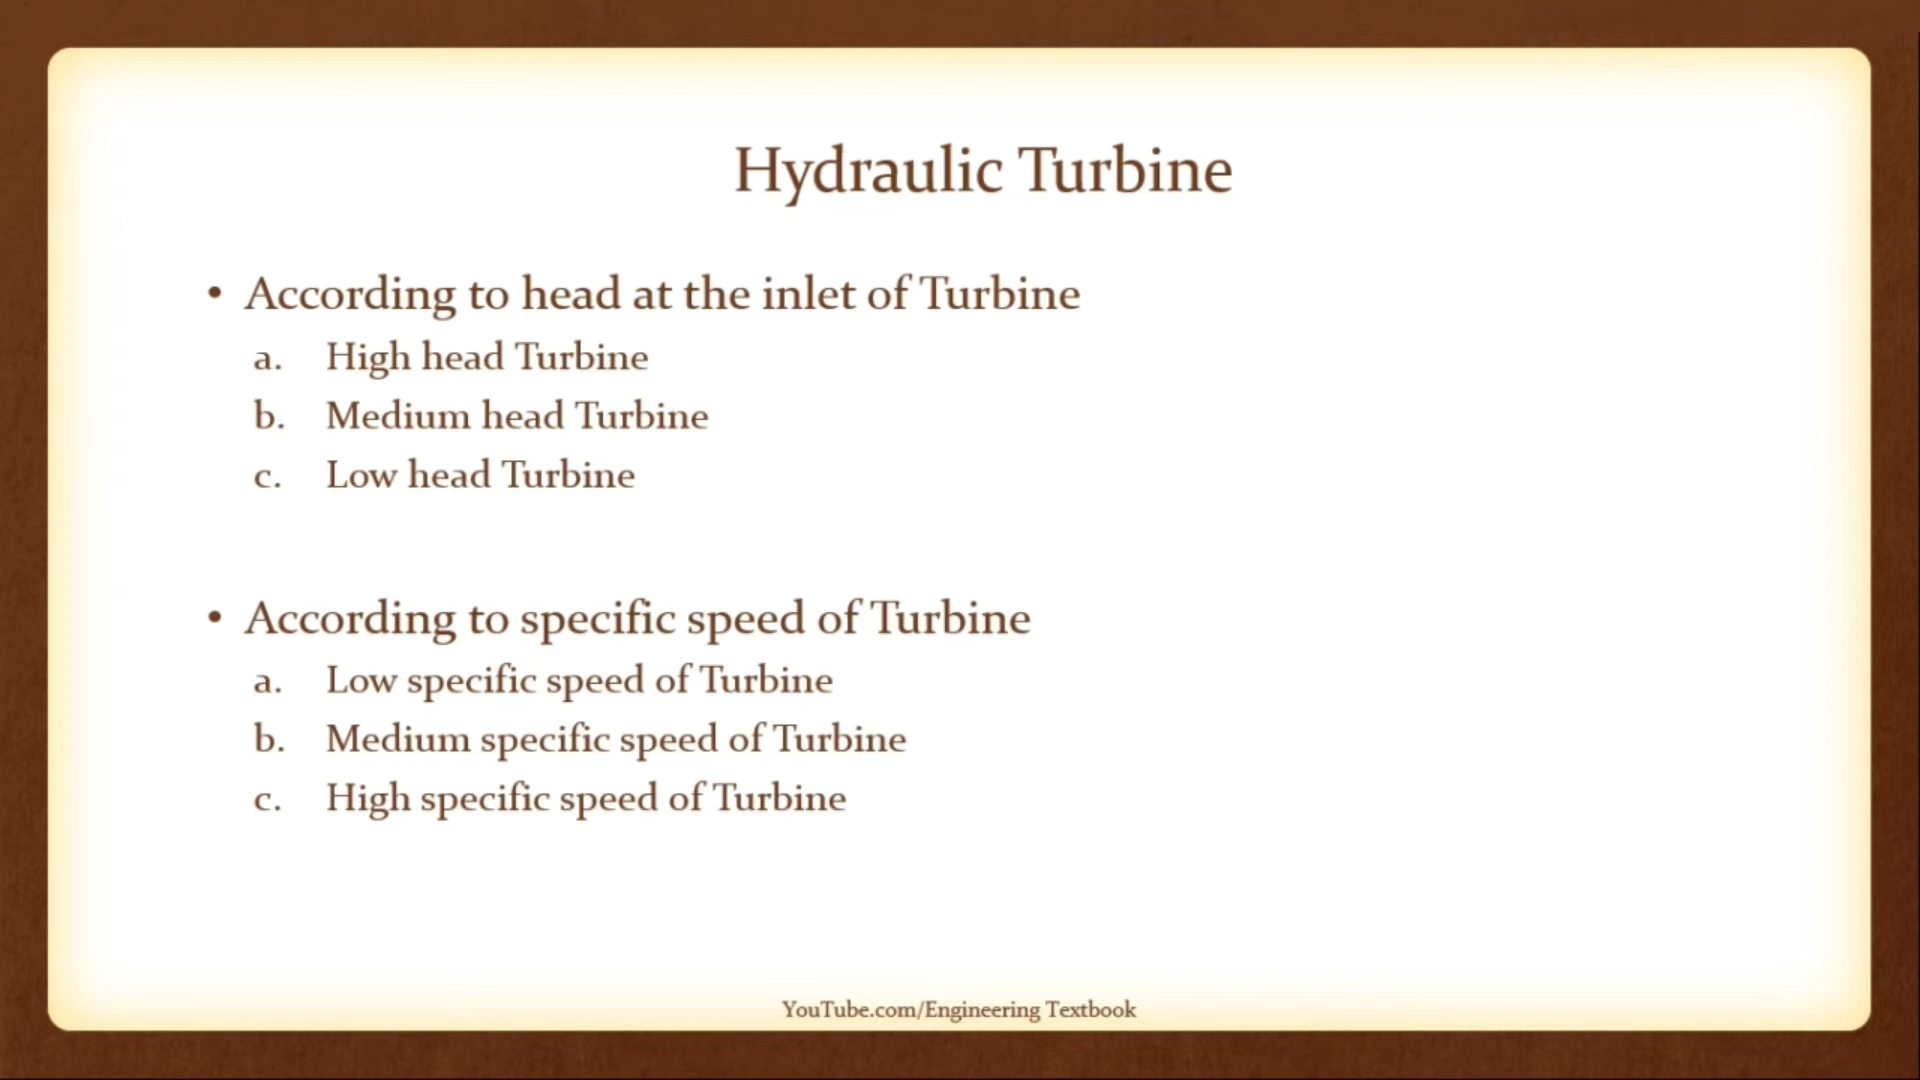 Hydraulic Turbine
• According to head at the inlet of Turbine
a. High head Turbine
b. Medium head Turbine
c. Low head Turbine
• According to specific speed of Turbine
a. Low specific speed of Turbine
b. Medium specific speed of Turbine
c. High specific speed of Turbine
YouTube.com/Engineering Textbook